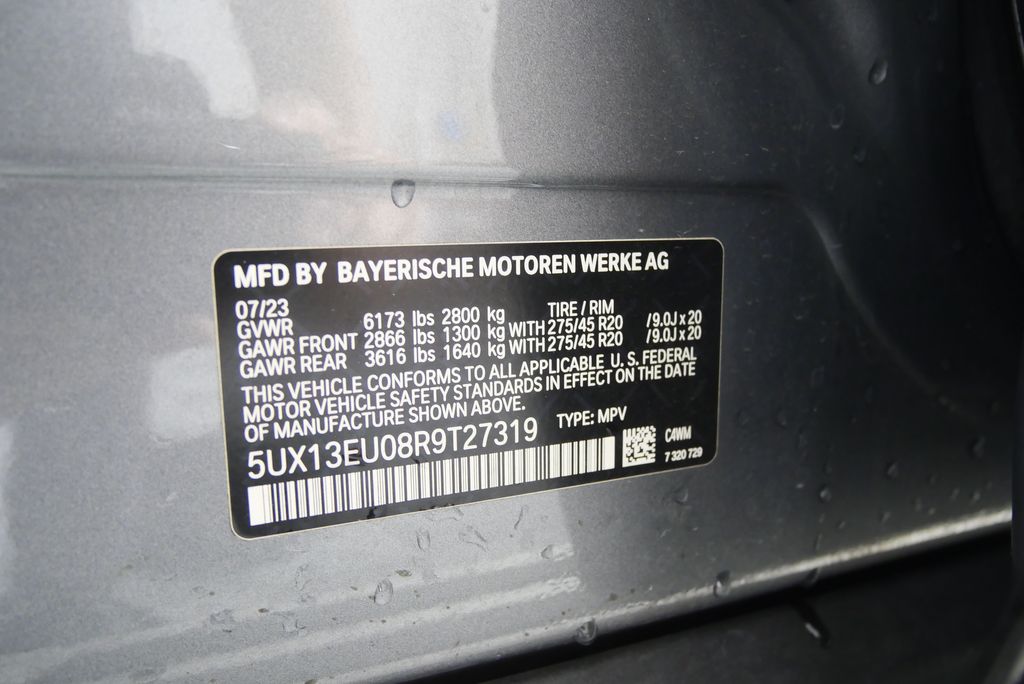 MFD BY BAYERISCHE MOTOREN WERKE AG
07/23 TIRE / RIM
GVWR 6173 lbs 2800 kg
GAWR FRONT 2866 lbs 1300 kg WITH 275/45 R20 /9.0J x 20
GAWR REAR 3616 lbs 1640 kg WITH 275/45 R20 /9.0J x 20
THIS VEHICLE CONFORMS TO ALL APPLICABLE U. S. FEDERAL
MOTOR VEHICLE SAFETY STANDARDS IN EFFECT ON THE DATE
OF MANUFACTURE SHOWN ABOVE.
5UX13EU08R9T27319 TYPE: MPV
C4WM
7 320 729